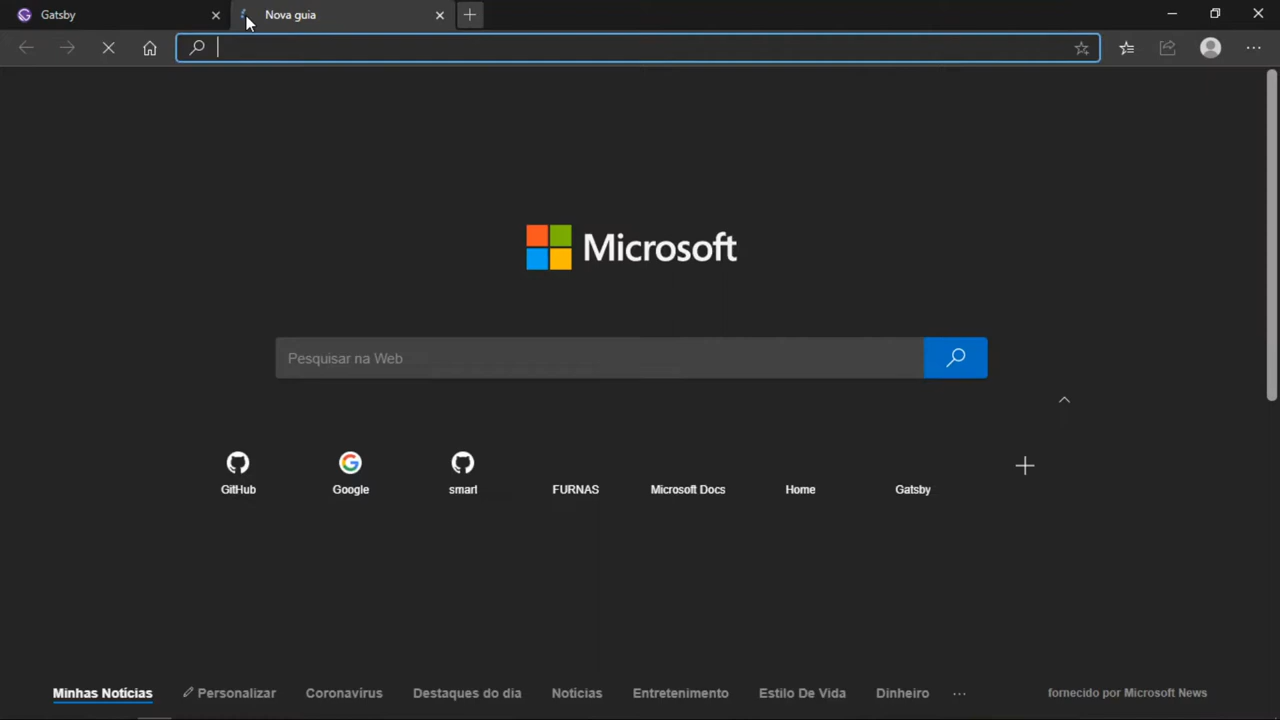 Gatsby
Nova guia
Microsoft
Pesquisar na Web
GitHub
Google
smarl
FURNAS
Microsoft Docs
Home
Gatsby
Minhas Notícias
Personalizar
Coronavírus
Destaques do dia
Notícias
Entretenimento
Estilo De Vida
Dinheiro
fornecido por Microsoft News